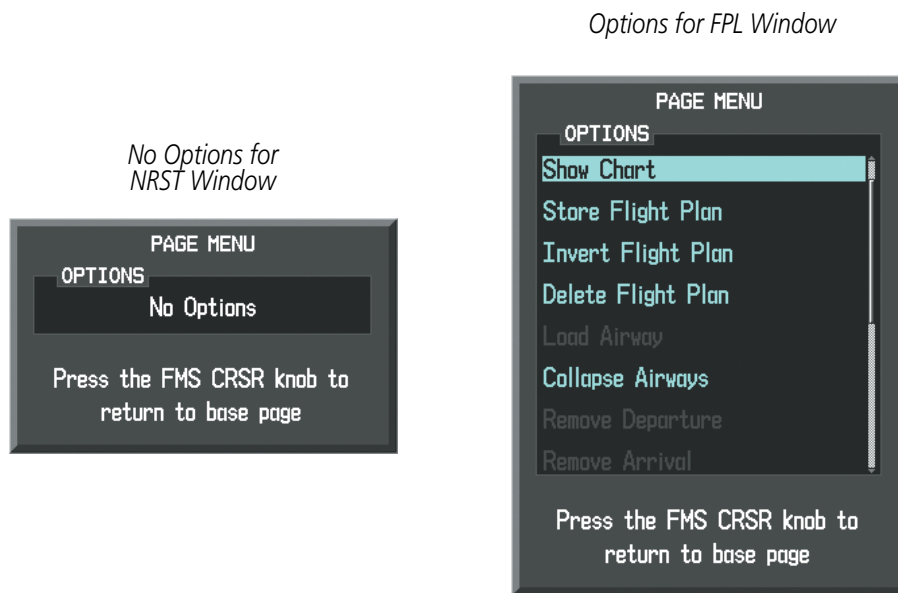 No Options for
NRST Window
PAGE MENU
OPTIONS
No Options
Press the FMS CRSR knob to
return to base page
Options for FPL Window
PAGE MENU
OPTIONS
Show Chart
Store Flight Plan
Invert Flight Plan
Delete Flight Plan
Load Airway
Collapse Airways
Remove Departure
Remove Arrival
Press the FMS CRSR knob to
return to base page